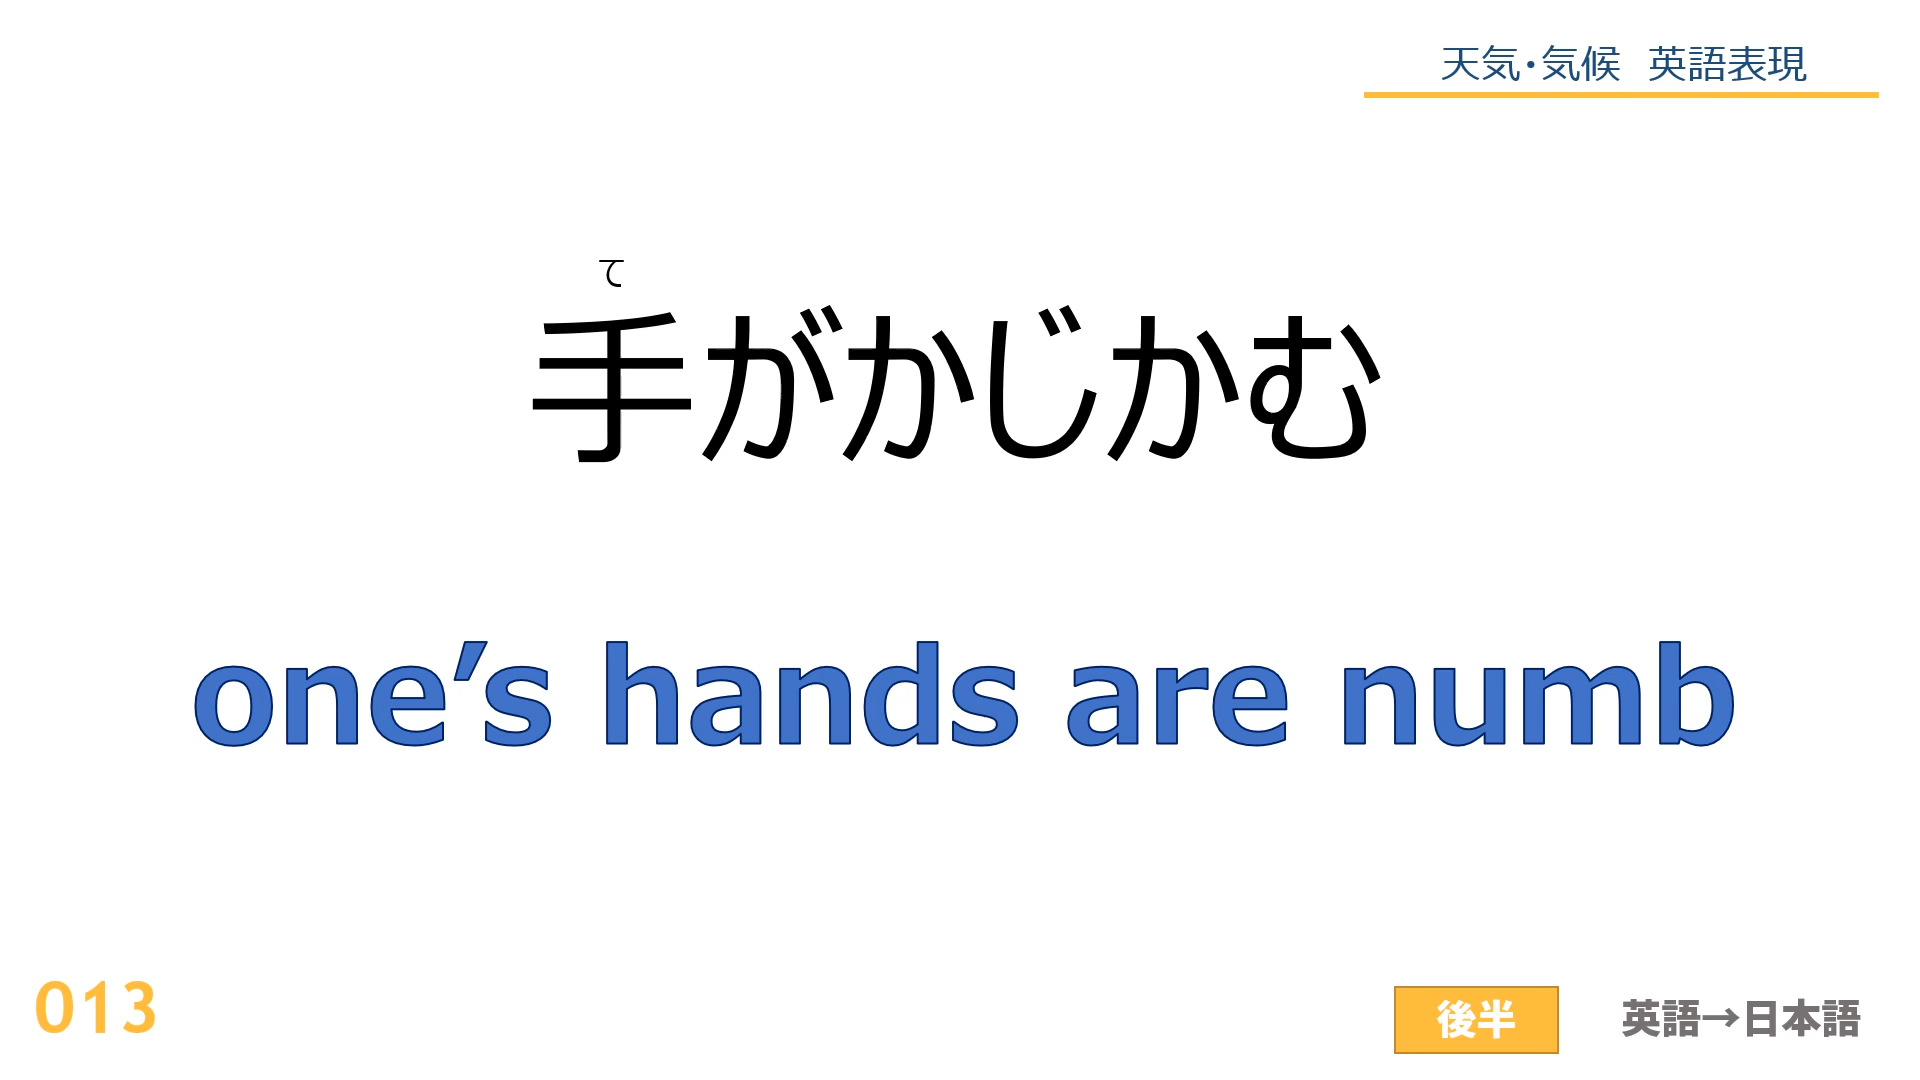 天気・気候　英語表現
て
手がかじかむ
one’s hands are numb
013
後半
英語→日本語